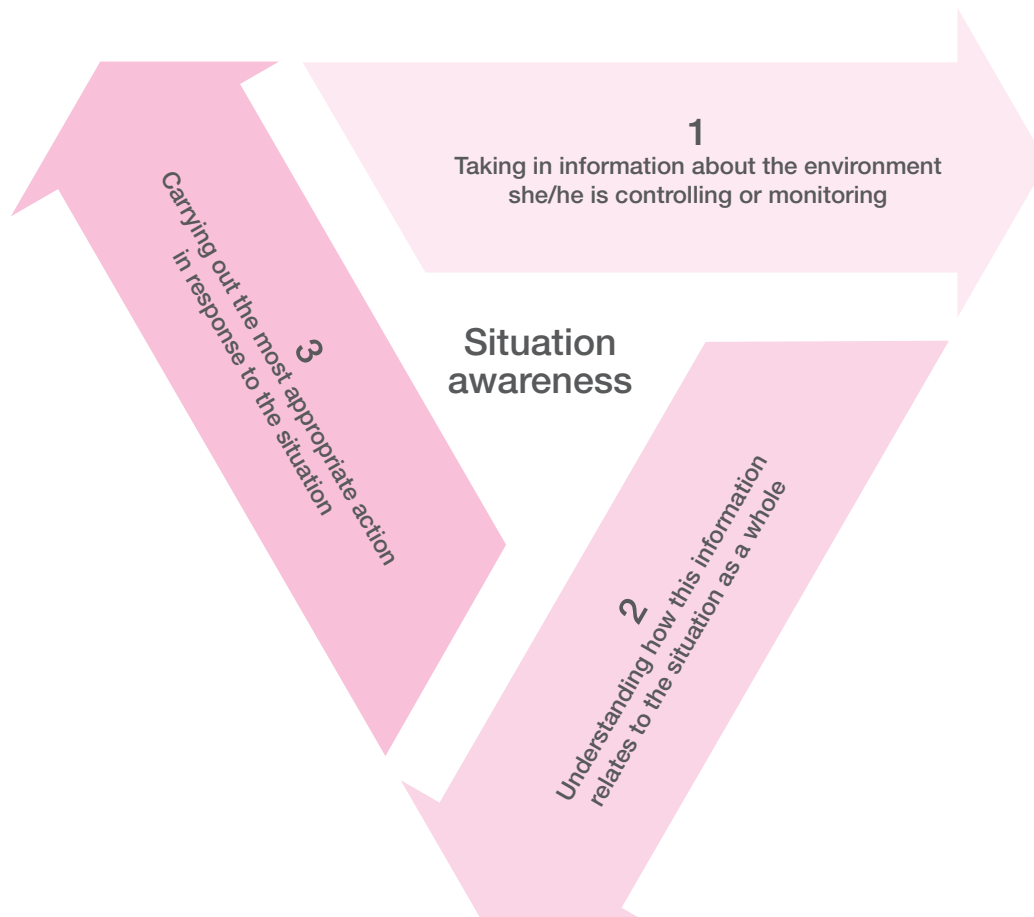 1
Taking in information about the environment
she/he is controlling or monitoring
Situation
awareness
2
Understanding how this information
relates to the situation as a whole
3
Carrying out the most appropriate action
in response to the situation